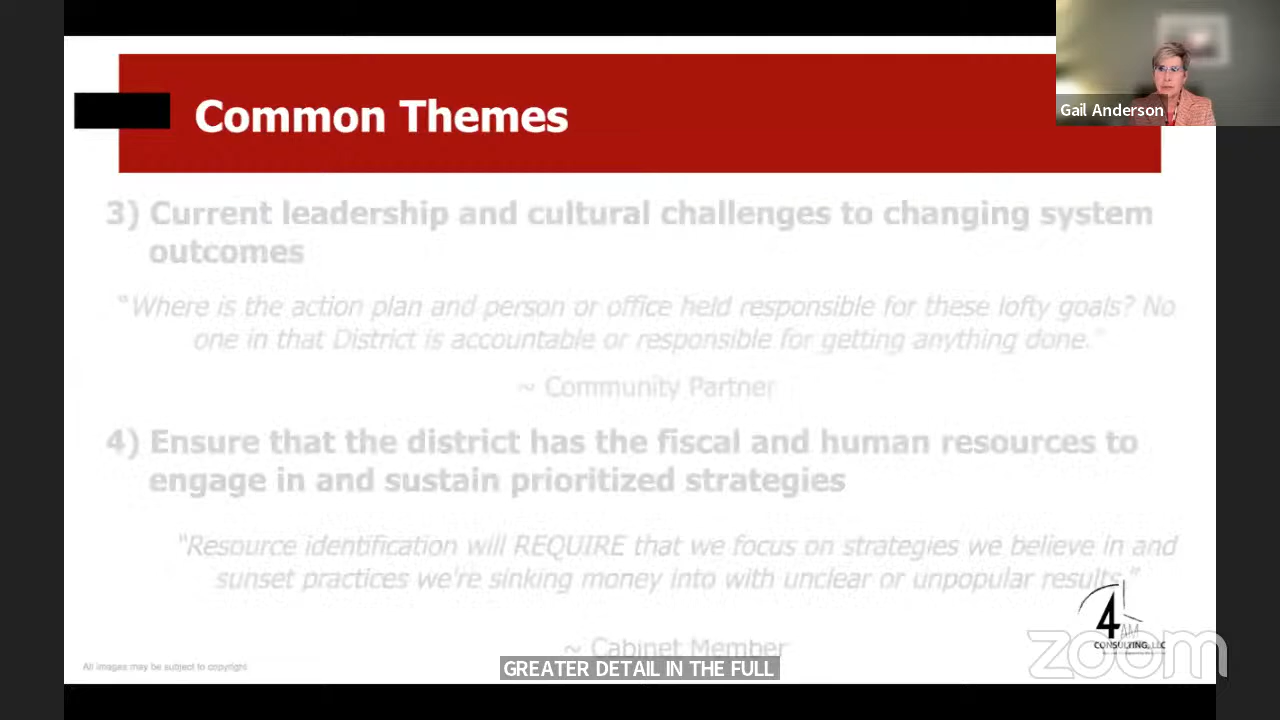 Gail Anderson
Common Themes
3) Current leadership and cultural challenges to changing system
outcomes
“Where is the action plan and person or office held responsible for these lofty goals? No
one in that District is accountable or responsible for getting anything done.”
~ Community Partner
4) Ensure that the district has the fiscal and human resources to
engage in and sustain prioritized strategies
“Resource identification will REQUIRE that we focus on strategies we believe in and
sunset practices we're sinking money into with unclear or unpopular results.”
~ Cabinet Member
4
AM
CONSULTING, LLC
zoom
All images may be subject to copyright
GREATER DETAIL IN THE FULL